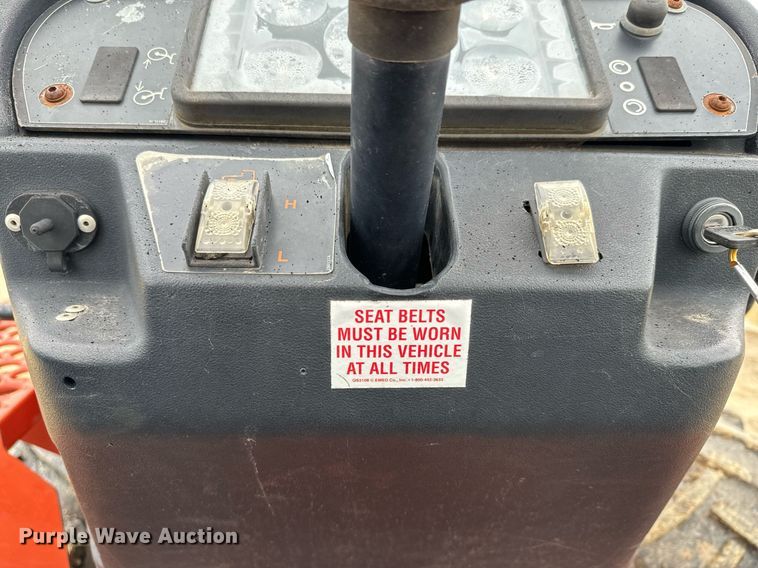 H
L
SEAT BELTS
MUST BE WORN
IN THIS VEHICLE
AT ALL TIMES
Purple Wave Auction